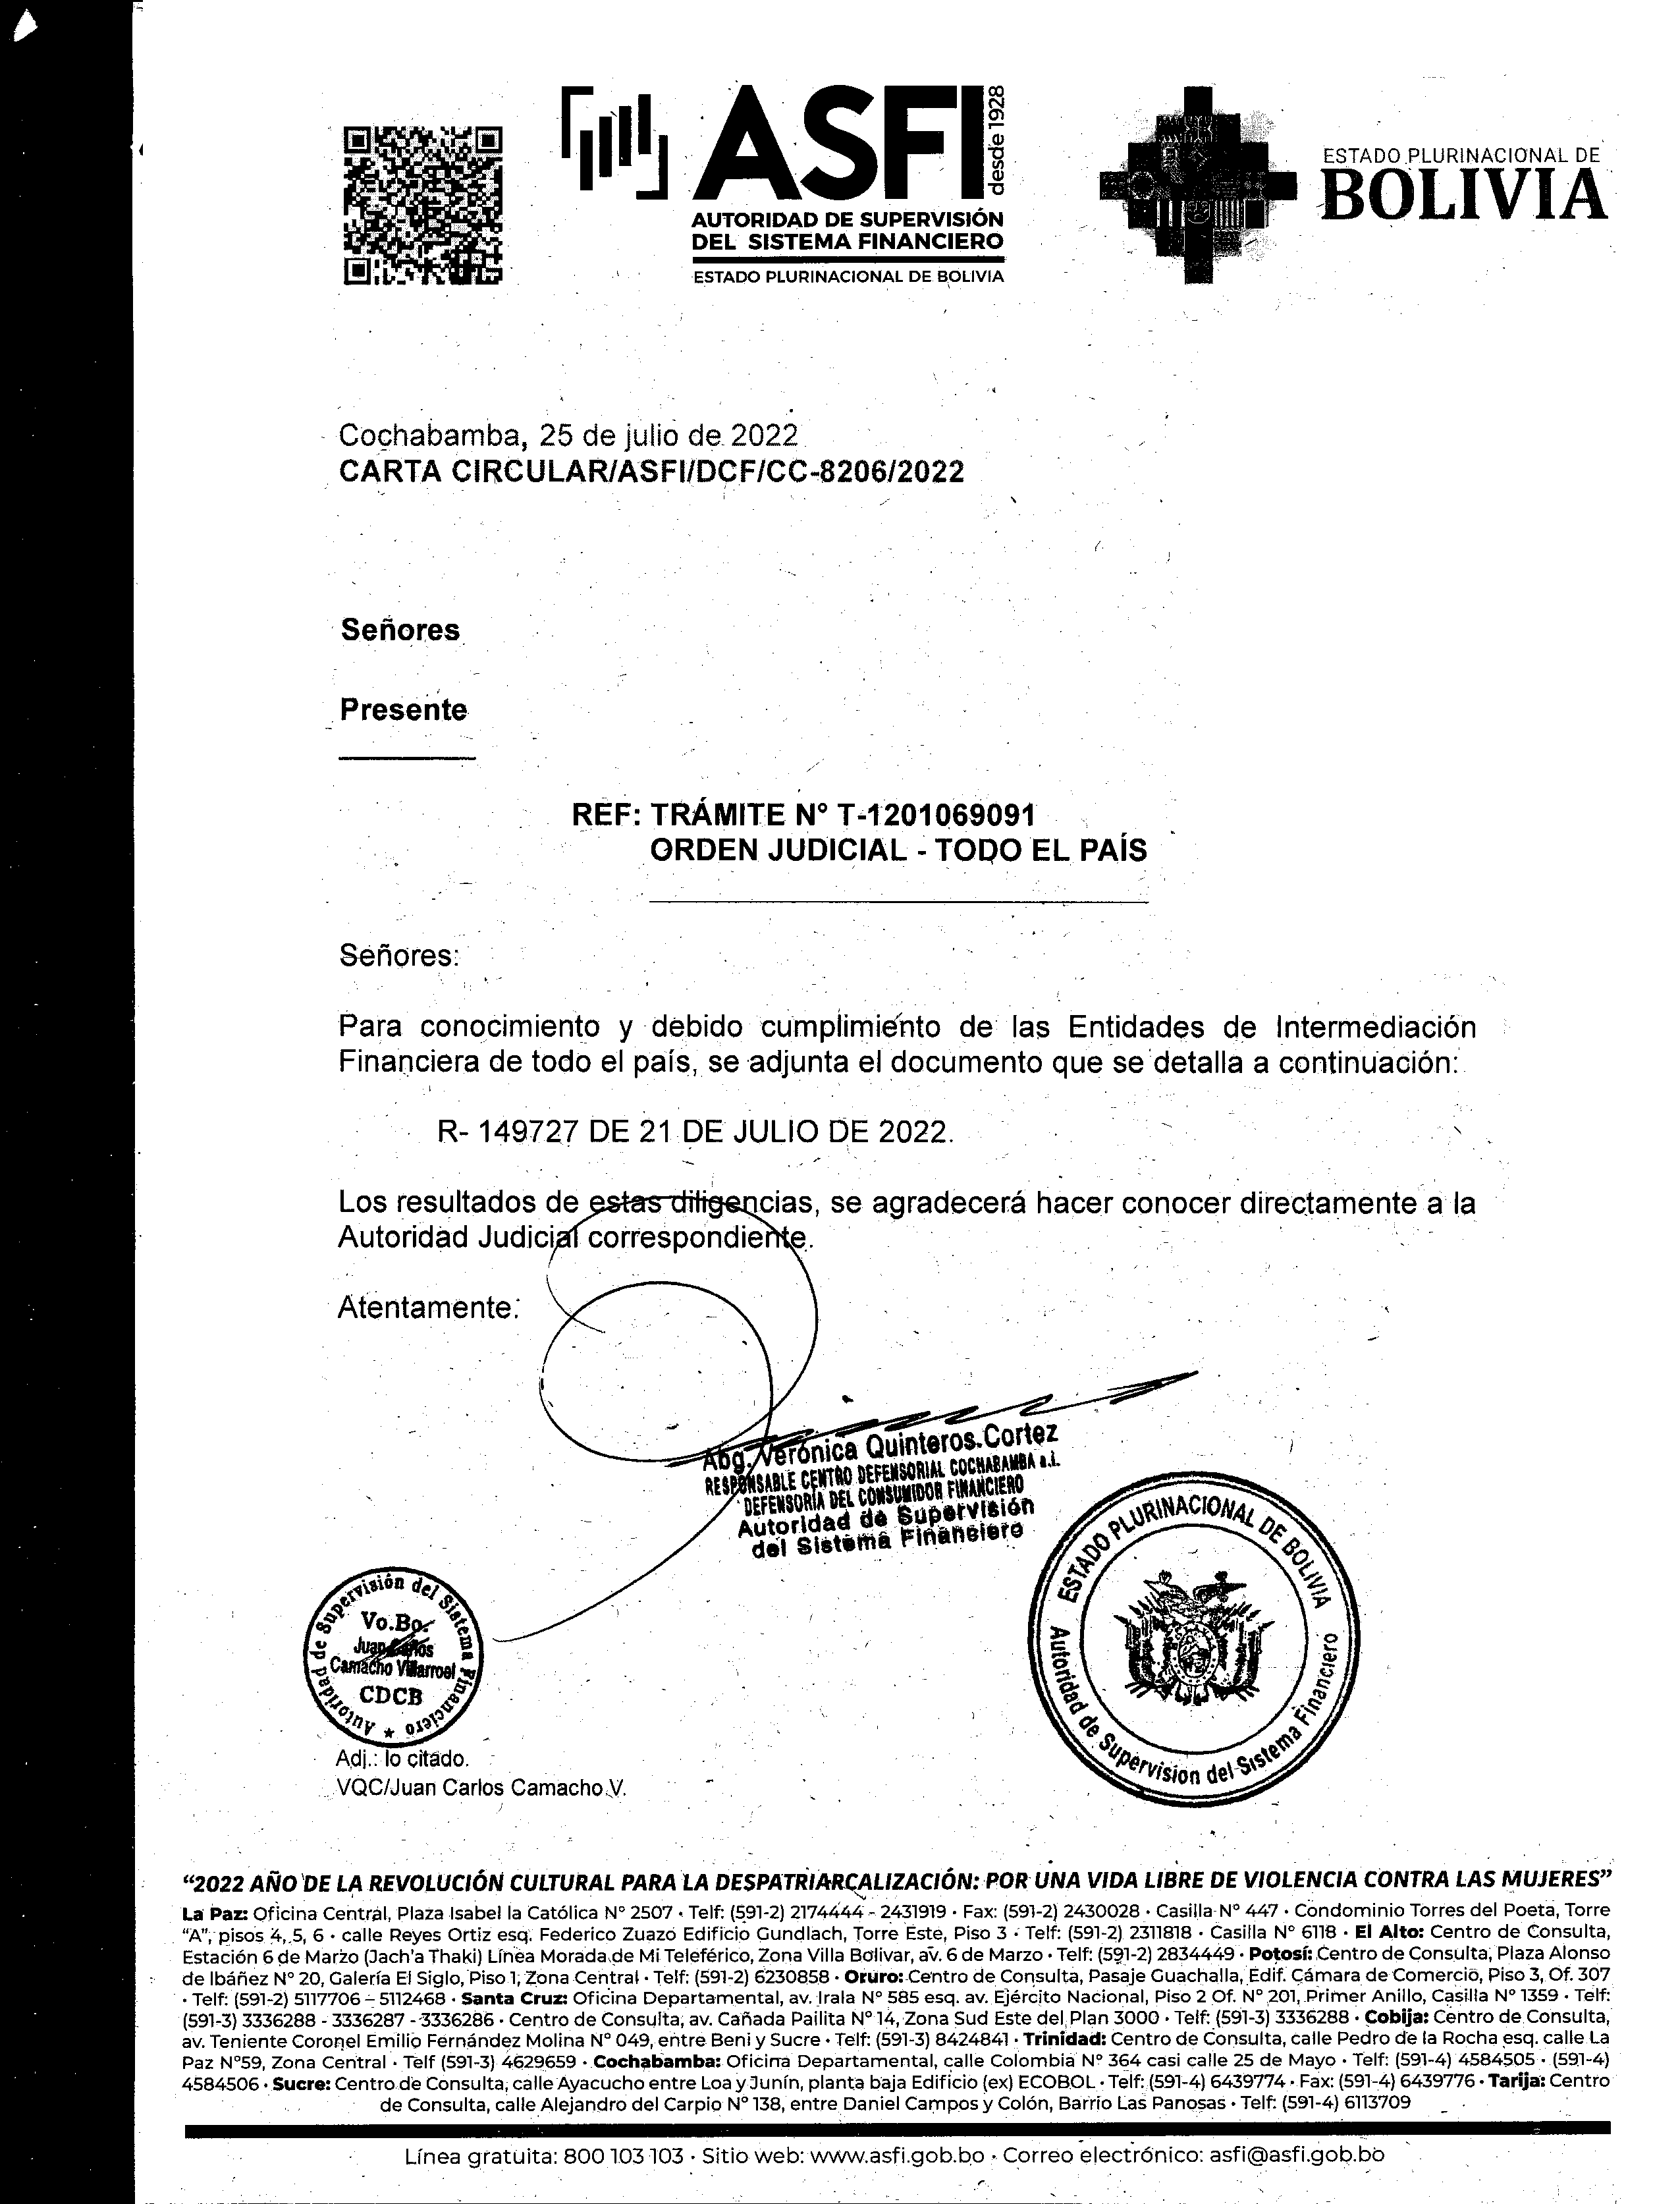 ASFI
desde 1928
AUTORIDAD DE SUPERVISIÓN
DEL SISTEMA FINANCIERO
ESTADO PLURINACIONAL DE BOLIVIA
ESTADO PLURINACIONAL DE
BOLIVIA
Cochabamba, 25 de julio de 2022
CARTA CIRCULAR/ASFI/DCF/CC-8206/2022
Señores
Presente
REF: TRÁMITE N° T-1201069091
ORDEN JUDICIAL - TODO EL PAÍS
Señores:
Para conocimiento y debido cumplimiento de las Entidades de Intermediación
Financiera de todo el país, se adjunta el documento que se detalla a continuación:
R- 149727 DE 21 DE JULIO DE 2022.
Los resultados de estas diligencias, se agradecerá hacer conocer directamente a la
Autoridad Judicial correspondiente.
Atentamente.
Abg. Verónica Quinteros Cortez
RESPONSABLE CENTRO DEFENSORIAL COCHABAMBA a.i.
DEFENSORÍA DEL CONSUMIDOR FINANCIERO
Autoridad de Supervisión
del Sistema Financiero
ESTADO PLURINACIONAL DE BOLIVIA
Autoridad de Supervision del Sistema Financiero
Autoridad de Supervisión del Sistema Financiero
Vo.Bo.
Juan Carlos
Camacho Villarroel
CDCB
Adj.: lo citado.
VQC/Juan Carlos Camacho V.
“2022 AÑO DE LA REVOLUCIÓN CULTURAL PARA LA DESPATRIARCALIZACIÓN: POR UNA VIDA LIBRE DE VIOLENCIA CONTRA LAS MUJERES”
La Paz: Oficina Central, Plaza Isabel la Católica N° 2507 • Telf: (591-2) 2174444 - 2431919 • Fax: (591-2) 2430028 • Casilla N° 447 • Condominio Torres del Poeta, Torre
“A”, pisos 4, 5, 6 • calle Reyes Ortiz esq. Federico Zuazo Edificio Gundlach, Torre Este, Piso 3 • Telf: (591-2) 2311818 • Casilla N° 6118 • El Alto: Centro de Consulta,
Estación 6 de Marzo (Jach'a Thaki) Línea Morada de Mi Teleférico, Zona Villa Bolivar, av. 6 de Marzo • Telf: (591-2) 2834449 • Potosí: Centro de Consulta, Plaza Alonso
de Ibáñez N° 20, Galería El Siglo, Piso 1, Zona Central • Telf: (591-2) 6230858 • Oruro: Centro de Consulta, Pasaje Guachalla, Edif. Cámara de Comercio, Piso 3, Of. 307
• Telf: (591-2) 5117706 – 5112468 • Santa Cruz: Oficina Departamental, av. Irala N° 585 esq. av. Ejército Nacional, Piso 2 Of. N° 201, Primer Anillo, Casilla N° 1359 • Telf:
(591-3) 3336288 - 3336287 - 3336286 • Centro de Consulta, av. Cañada Pailita N° 14, Zona Sud Este del Plan 3000 • Telf: (591-3) 3336288 • Cobija: Centro de Consulta,
av. Teniente Coronel Emilio Fernández Molina N° 049, entre Beni y Sucre • Telf: (591-3) 8424841 • Trinidad: Centro de Consulta, calle Pedro de la Rocha esq. calle La
Paz N°59, Zona Central • Telf (591-3) 4629659 • Cochabamba: Oficina Departamental, calle Colombia N° 364 casi calle 25 de Mayo • Telf: (591-4) 4584505 • (591-4)
4584506 • Sucre: Centro de Consulta, calle Ayacucho entre Loa y Junín, planta baja Edificio (ex) ECOBOL • Telf: (591-4) 6439774 • Fax: (591-4) 6439776 • Tarija: Centro
de Consulta, calle Alejandro del Carpio N° 138, entre Daniel Campos y Colón, Barrio Las Panosas • Telf: (591-4) 6113709
Línea gratuita: 800 103 103 • Sitio web: www.asfi.gob.bo • Correo electrónico: asfi@asfi.gob.bo